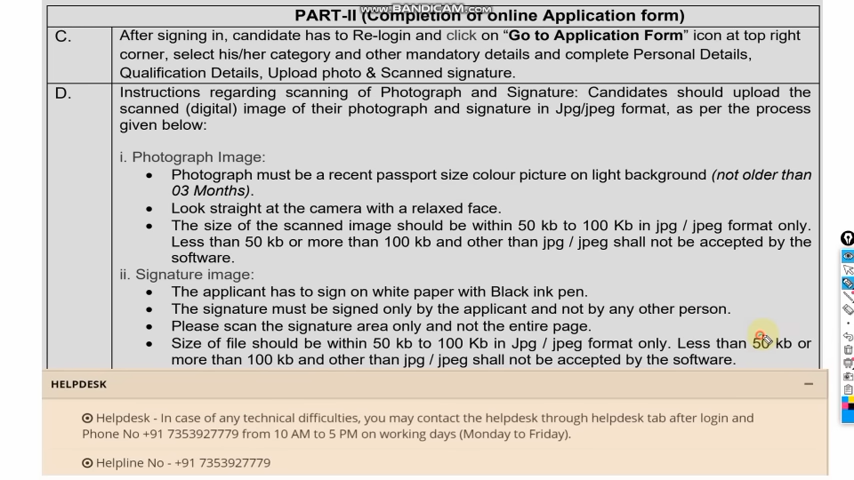 WWW.BANDICAM.COM
PART-II (Completion of online Application form)
C. After signing in, candidate has to Re-login and click on “Go to Application Form” icon at top right
corner, select his/her category and other mandatory details and complete Personal Details,
Qualification Details, Upload photo & Scanned signature.
D. Instructions regarding scanning of Photograph and Signature: Candidates should upload the
scanned (digital) image of their photograph and signature in Jpg/jpeg format, as per the process
given below:
i. Photograph Image:
• Photograph must be a recent passport size colour picture on light background (not older than
03 Months).
• Look straight at the camera with a relaxed face.
• The size of the scanned image should be within 50 kb to 100 Kb in jpg / jpeg format only.
Less than 50 kb or more than 100 kb and other than jpg / jpeg shall not be accepted by the
software.
ii. Signature image:
• The applicant has to sign on white paper with Black ink pen.
• The signature must be signed only by the applicant and not by any other person.
• Please scan the signature area only and not the entire page.
• Size of file should be within 50 kb to 100 Kb in Jpg / jpeg format only. Less than 50 kb or
more than 100 kb and other than jpg / jpeg shall not be accepted by the software.
HELPDESK
Helpdesk - In case of any technical difficulties, you may contact the helpdesk through helpdesk tab after login and
Phone No +91 7353927779 from 10 AM to 5 PM on working days (Monday to Friday).
Helpline No - +91 7353927779